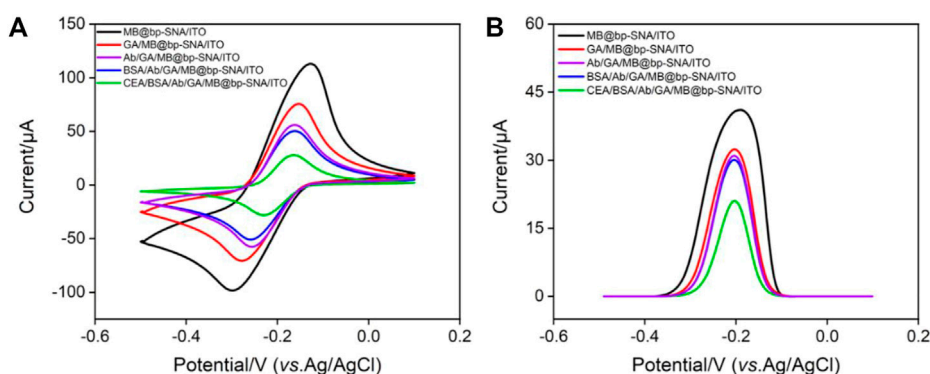 A
150
100
50
0
-50
-100
Current/μA
MB@bp-SNA/ITO
GA/MB@bp-SNA/ITO
Ab/GA/MB@bp-SNA/ITO
BSA/Ab/GA/MB@bp-SNA/ITO
CEA/BSA/Ab/GA/MB@bp-SNA/ITO
-0.6 -0.4 -0.2 0.0 0.2
Potential/V (vs.Ag/AgCl)
B
60
45
30
15
0
Current/μA
MB@bp-SNA/ITO
GA/MB@bp-SNA/ITO
Ab/GA/MB@bp-SNA/ITO
BSA/Ab/GA/MB@bp-SNA/ITO
CEA/BSA/Ab/GA/MB@bp-SNA/ITO
-0.6 -0.4 -0.2 0.0 0.2
Potential/V (vs.Ag/AgCl)